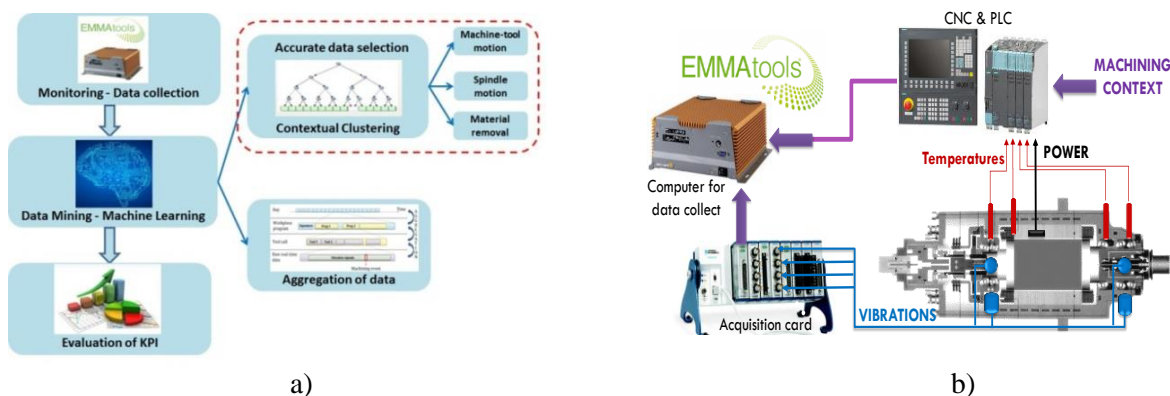 EMMAtools
Monitoring - Data collection
Data Mining - Machine Learning
Evaluation of KPI
Accurate data selection
Contextual Clustering
Machine-tool
motion
Spindle
motion
Material
removal
Aggregation of data
a)
CNC & PLC
EMMAtools
MACHINING
CONTEXT
Temperatures
POWER
Computer for
data collect
Acquisition card
VIBRATIONS
b)